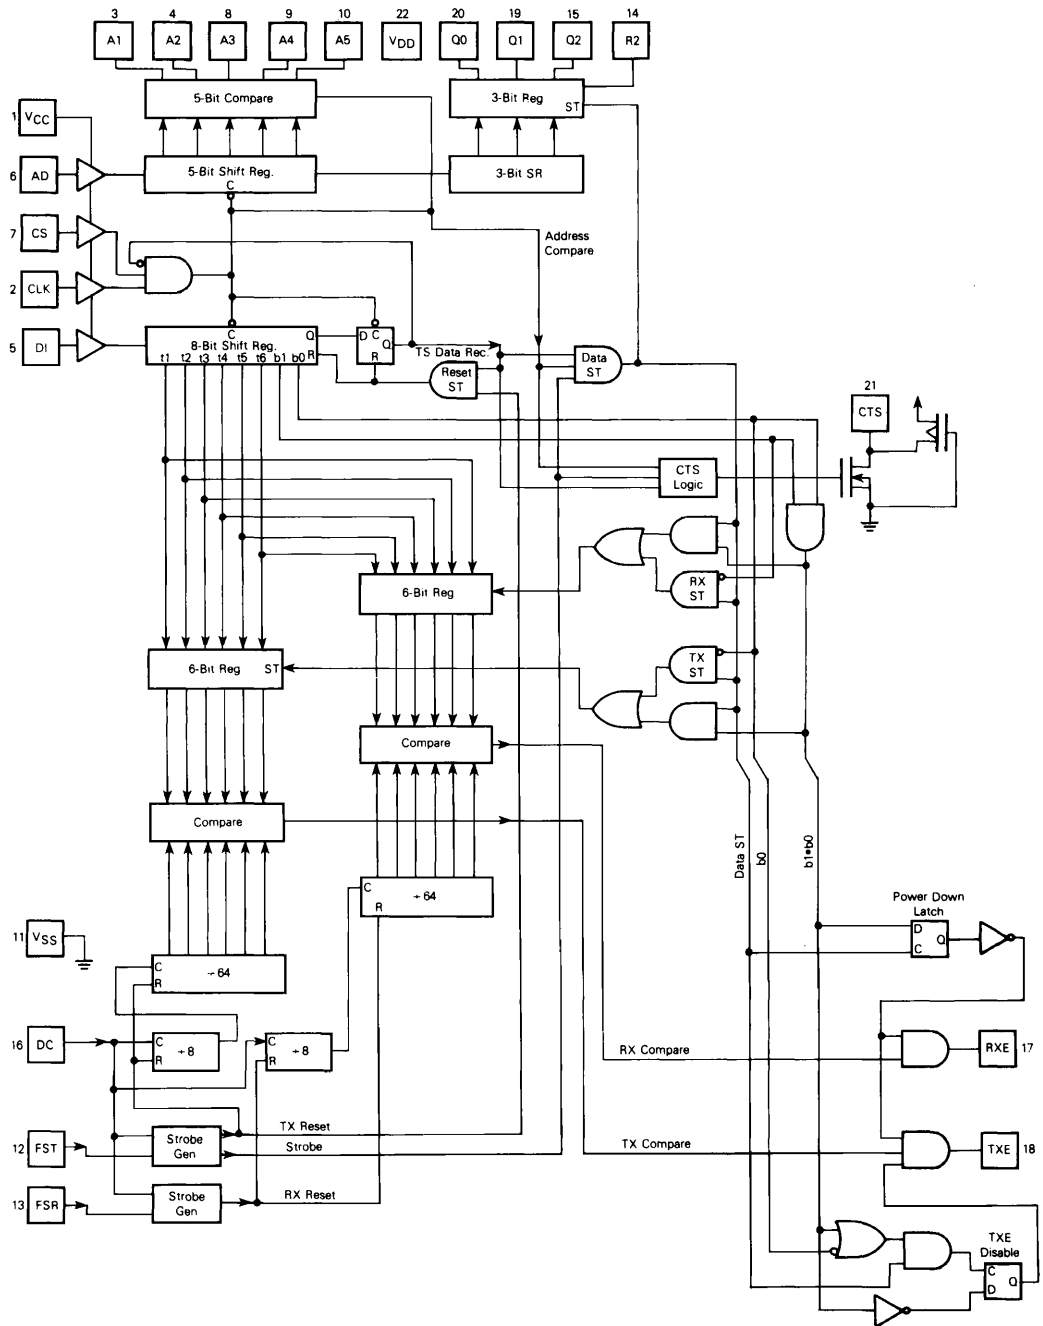 3 4 8 9 10 22 20 19 15 14
A1 A2 A3 A4 A5 VDD Q0 Q1 Q2 R2
5-Bit Compare
3-Bit Reg
ST
1 VCC
5-Bit Shift Reg.
C
3-Bit SR
6 AD
7 CS
Address
Compare
2 CLK
5 DI
C
8-Bit Shift Reg.
Q
R
t1 t2 t3 t4 t5 t6 b1 b0
D C
Q
R
TS Data Rec.
Reset
ST
Data
ST
21
CTS
CTS
Logic
RX
ST
6-Bit Reg
TX
ST
6-Bit Reg ST
Compare
Compare
Data ST
b0
b1•b0
C
R
÷ 64
Power Down
Latch
D
C
Q
11 VSS
C
R
÷ 64
16 DC
C
R
÷ 8
C
R
÷ 8
RX Compare
RXE 17
12 FST
Strobe
Gen
TX Reset
Strobe
TX Compare
TXE 18
13 FSR
Strobe
Gen
RX Reset
TXE
Disable
C
D
Q